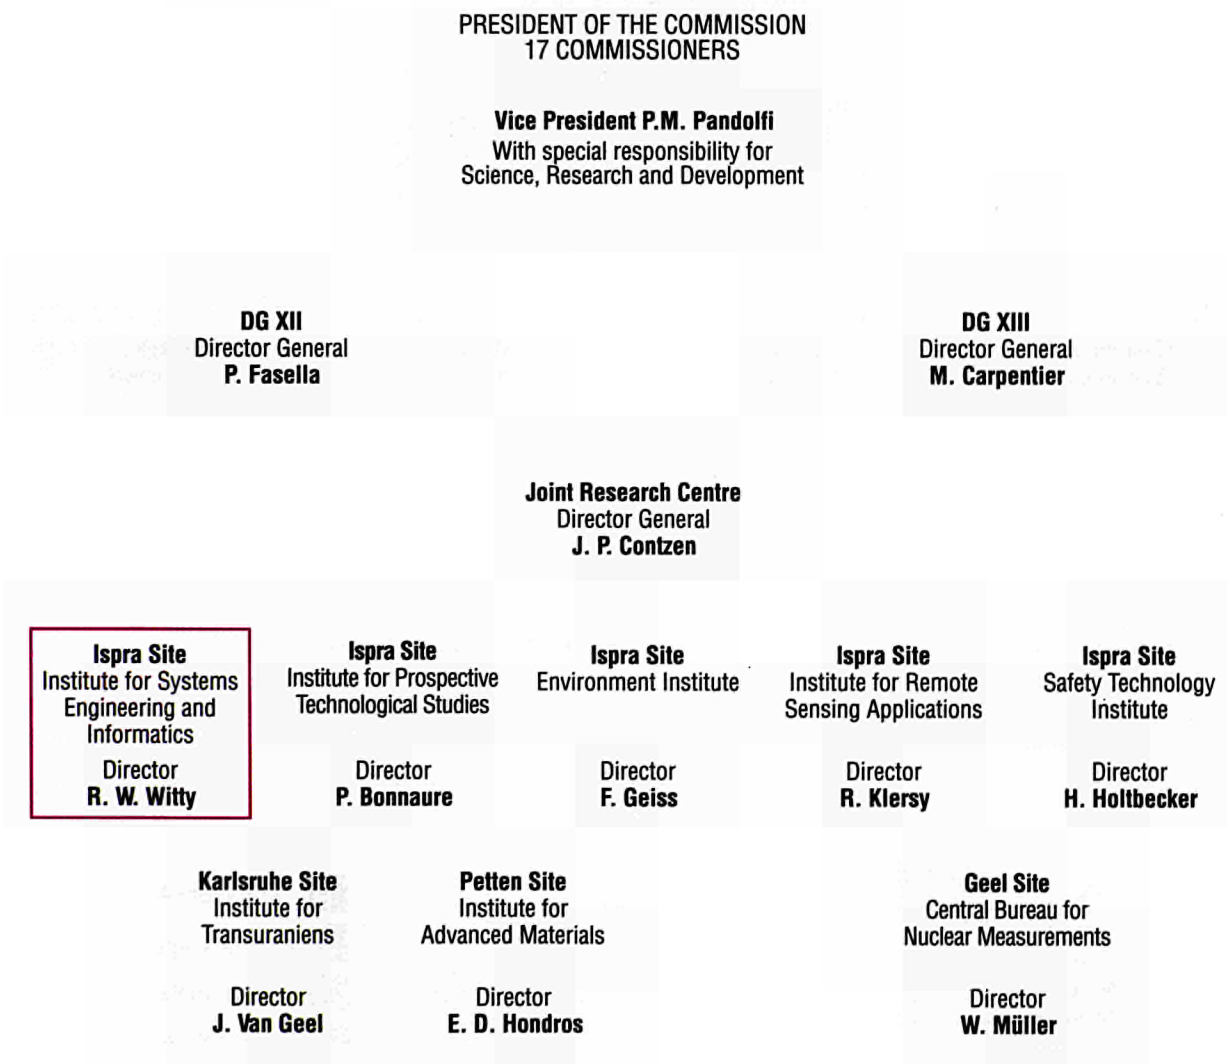 PRESIDENT OF THE COMMISSION
17 COMMISSIONERS
Vice President P.M. Pandolfi
With special responsibility for
Science, Research and Development
DG XII
Director General
P. Fasella
DG XIII
Director General
M. Carpentier
Joint Research Centre
Director General
J. P. Contzen
Ispra Site
Institute for Systems
Engineering and
Informatics
Director
R. W. Witty
Ispra Site
Institute for Prospective
Technological Studies
Director
P. Bonnaure
Ispra Site
Environment Institute
Director
F. Geiss
Ispra Site
Institute for Remote
Sensing Applications
Director
R. Klersy
Ispra Site
Safety Technology
Institute
Director
H. Holtbecker
Karlsruhe Site
Institute for
Transuraniens
Director
J. Van Geel
Petten Site
Institute for
Advanced Materials
Director
E. D. Hondros
Geel Site
Central Bureau for
Nuclear Measurements
Director
W. Müller